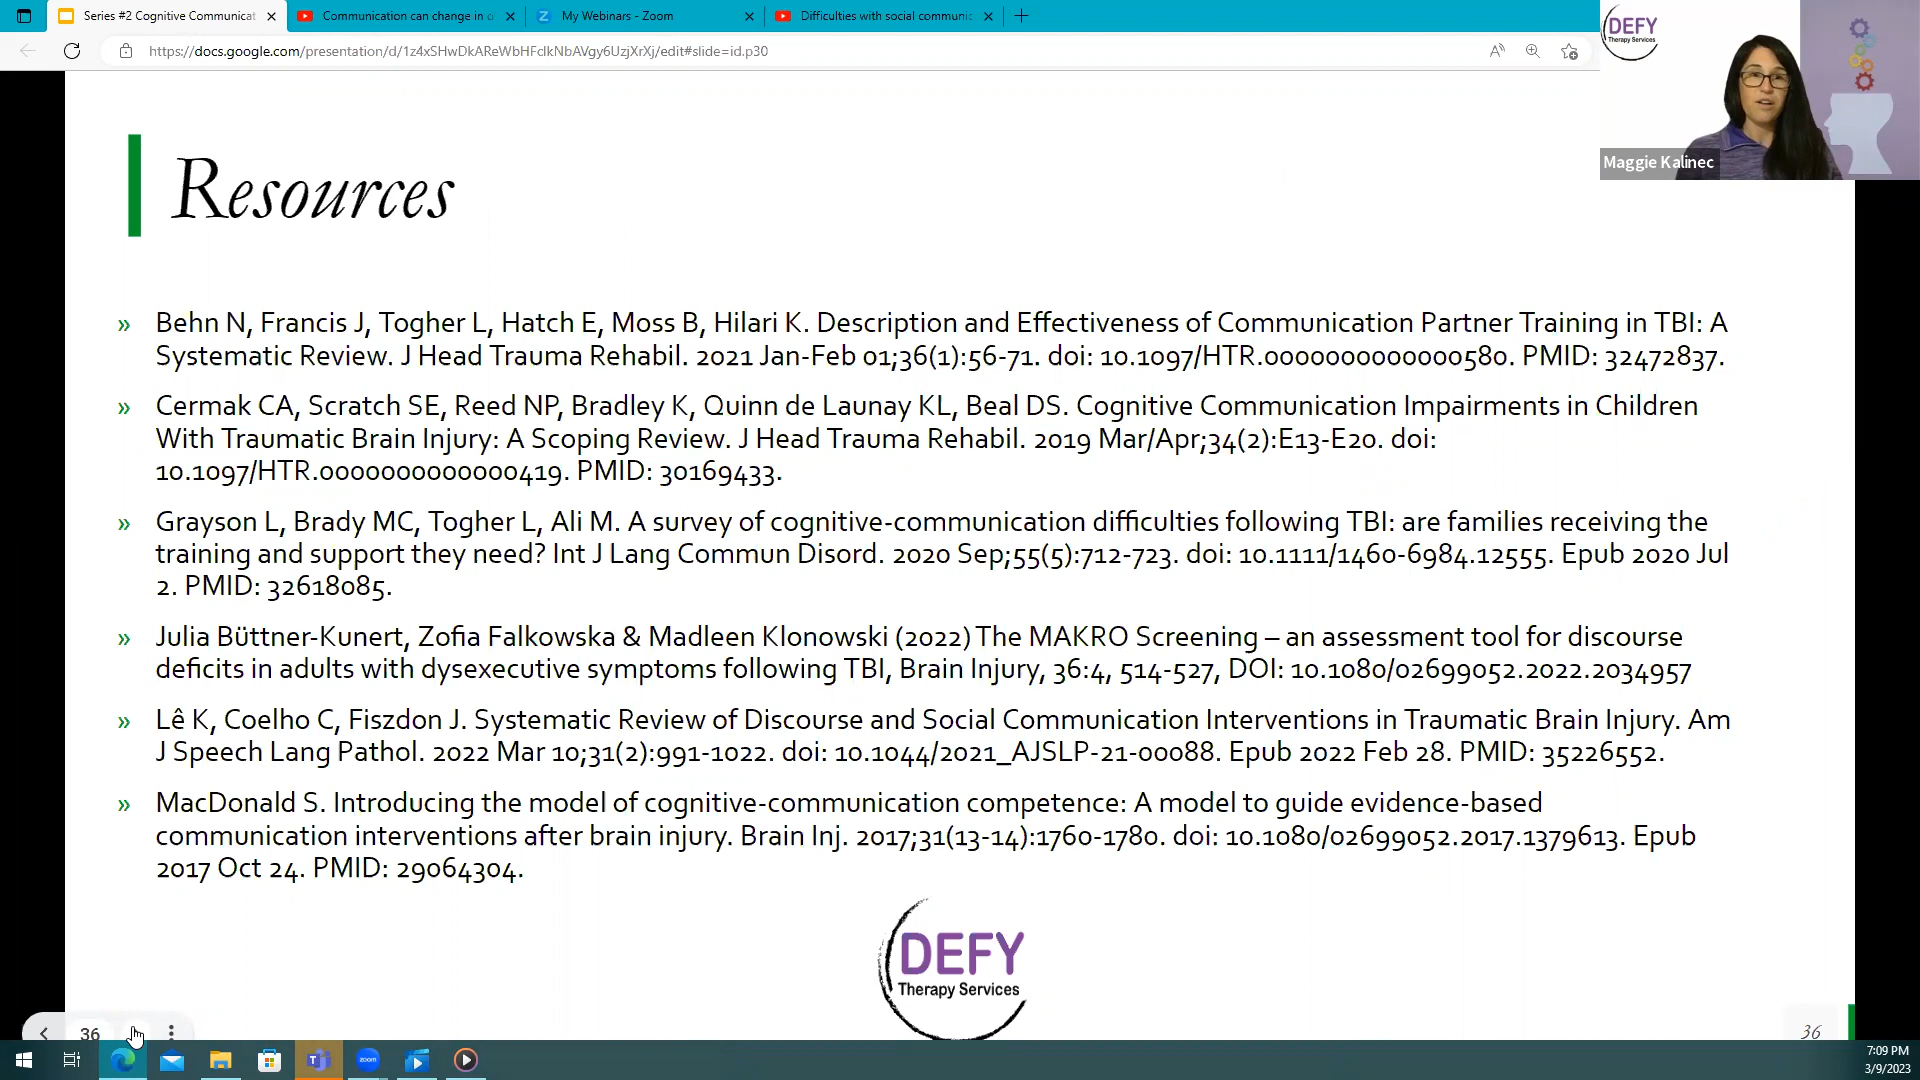 Series #2 Cognitive Communicat
Communication can change in o
My Webinars - Zoom
Difficulties with social communic
https://docs.google.com/presentation/d/1z4xSHwDkAReWbHFclkNbAVgy6UzjXrXj/edit#slide=id.p30
DEFY
Therapy Services
Maggie Kalinec
Resources
» Behn N, Francis J, Togher L, Hatch E, Moss B, Hilari K. Description and Effectiveness of Communication Partner Training in TBI: A
Systematic Review. J Head Trauma Rehabil. 2021 Jan-Feb 01;36(1):56-71. doi: 10.1097/HTR.0000000000000580. PMID: 32472837.
» Cermak CA, Scratch SE, Reed NP, Bradley K, Quinn de Launay KL, Beal DS. Cognitive Communication Impairments in Children
With Traumatic Brain Injury: A Scoping Review. J Head Trauma Rehabil. 2019 Mar/Apr;34(2):E13-E20. doi:
10.1097/HTR.0000000000000419. PMID: 30169433.
» Grayson L, Brady MC, Togher L, Ali M. A survey of cognitive-communication difficulties following TBI: are families receiving the
training and support they need? Int J Lang Commun Disord. 2020 Sep;55(5):712-723. doi: 10.1111/1460-6984.12555. Epub 2020 Jul
2. PMID: 32618085.
» Julia Büttner-Kunert, Zofia Falkowska & Madleen Klonowski (2022) The MAKRO Screening – an assessment tool for discourse
deficits in adults with dysexecutive symptoms following TBI, Brain Injury, 36:4, 514-527, DOI: 10.1080/02699052.2022.2034957
» Lê K, Coelho C, Fiszdon J. Systematic Review of Discourse and Social Communication Interventions in Traumatic Brain Injury. Am
J Speech Lang Pathol. 2022 Mar 10;31(2):991-1022. doi: 10.1044/2021_AJSLP-21-00088. Epub 2022 Feb 28. PMID: 35226552.
» MacDonald S. Introducing the model of cognitive-communication competence: A model to guide evidence-based
communication interventions after brain injury. Brain Inj. 2017;31(13-14):1760-1780. doi: 10.1080/02699052.2017.1379613. Epub
2017 Oct 24. PMID: 29064304.
DEFY
Therapy Services
36
36
zoom
7:09 PM
3/9/2023